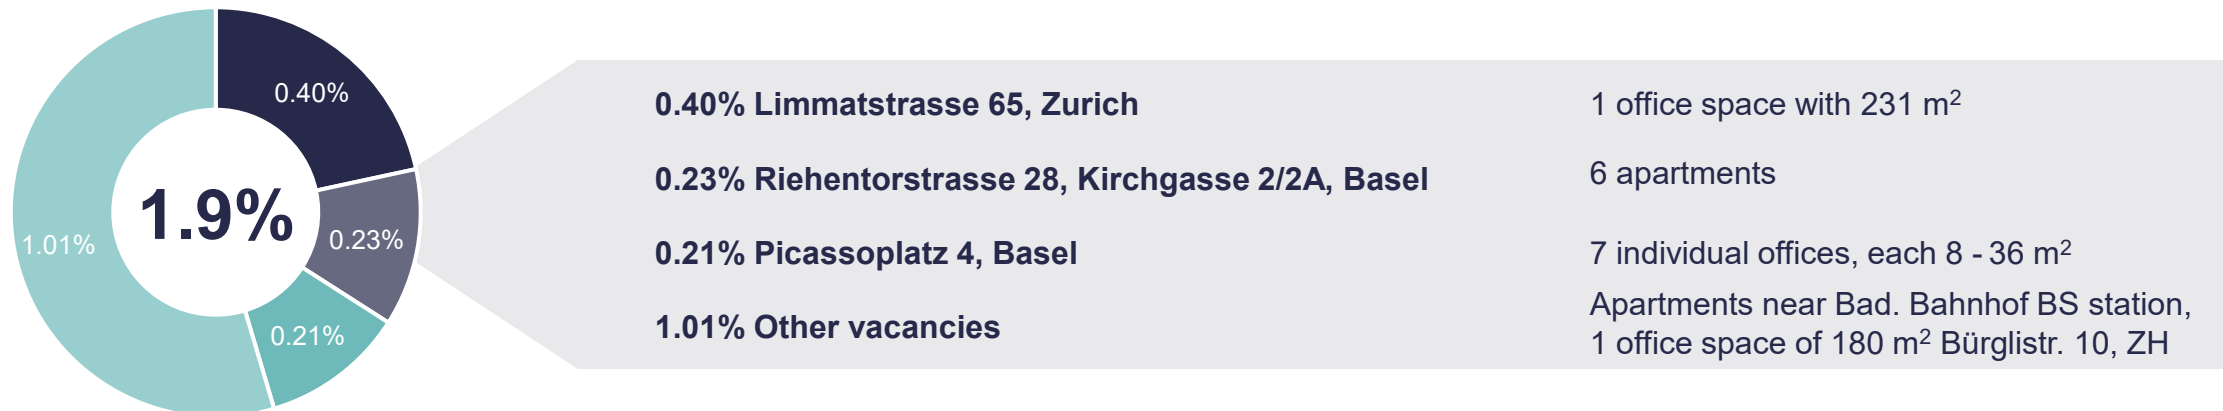 0.40%
1.9%
0.23%
1.01%
0.21%
0.40% Limmatstrasse 65, Zurich
1 office space with 231 m²
0.23% Riehentorstrasse 28, Kirchgasse 2/2A, Basel
6 apartments
0.21% Picassoplatz 4, Basel
7 individual offices, each 8 - 36 m²
1.01% Other vacancies
Apartments near Bad. Bahnhof BS station,
1 office space of 180 m² Bürglistr. 10, ZH